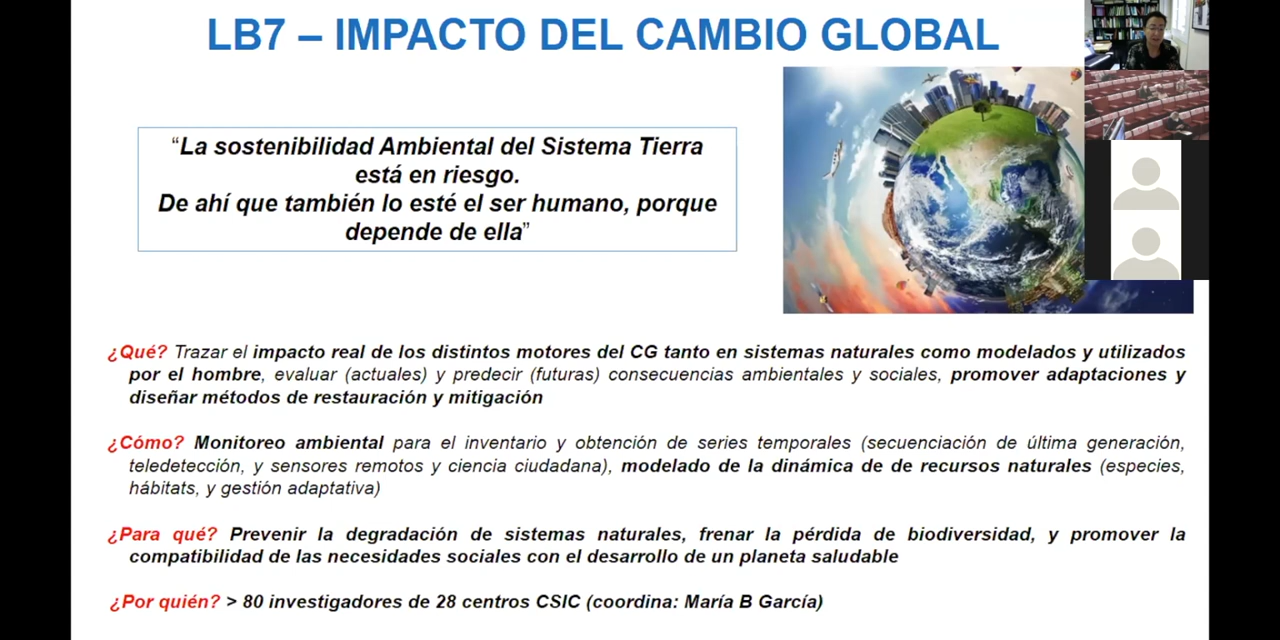 LB7 – IMPACTO DEL CAMBIO GLOBAL
“La sostenibilidad Ambiental del Sistema Tierra
está en riesgo.
De ahí que también lo esté el ser humano, porque
depende de ella”
¿Qué? Trazar el impacto real de los distintos motores del CG tanto en sistemas naturales como modelados y utilizados
por el hombre, evaluar (actuales) y predecir (futuras) consecuencias ambientales y sociales, promover adaptaciones y
diseñar métodos de restauración y mitigación
¿Cómo? Monitoreo ambiental para el inventario y obtención de series temporales (secuenciación de última generación,
teledetección, y sensores remotos y ciencia ciudadana), modelado de la dinámica de de recursos naturales (especies,
hábitats, y gestión adaptativa)
¿Para qué? Prevenir la degradación de sistemas naturales, frenar la pérdida de biodiversidad, y promover la
compatibilidad de las necesidades sociales con el desarrollo de un planeta saludable
¿Por quién? > 80 investigadores de 28 centros CSIC (coordina: María B García)